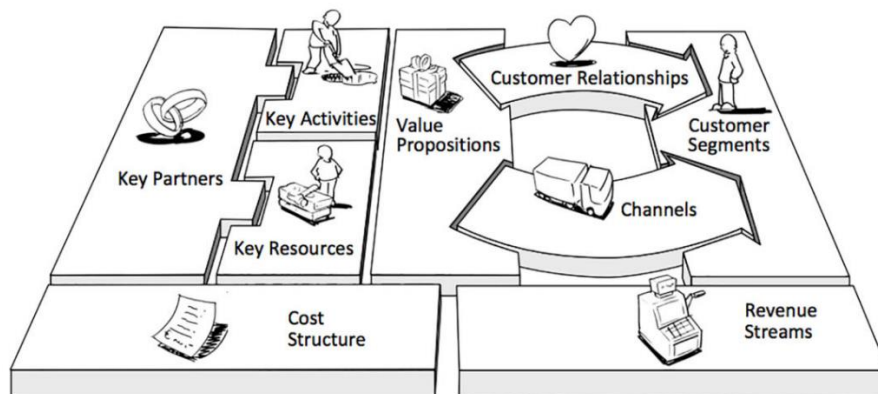 Key Partners
Key Activities
Key Resources
Value
Propositions
Customer Relationships
Channels
Customer
Segments
Cost
Structure
Revenue
Streams